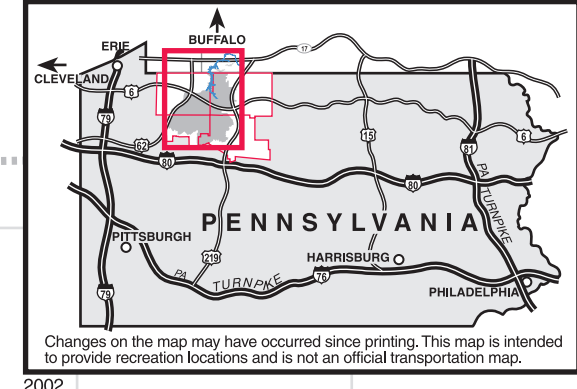 BUFFALO
ERIE
17
CLEVELAND
6
79
15
6
62
81
80
80
PA TURNPIKE
PENNSYLVANIA
PITTSBURGH
219
HARRISBURG
PA TURNPIKE
76
79
PHILADELPHIA
Changes on the map may have occurred since printing. This map is intended
to provide recreation locations and is not an official transportation map.
2002